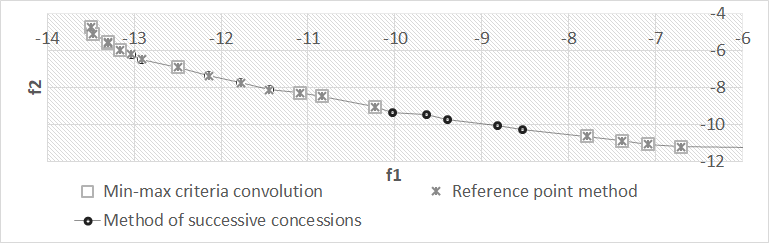 -4
-14 -13 -12 -11 -10 -9 -8 -7 -6
-6
-8
-10
-12
f2
f1
Min-max criteria convolution
Reference point method
Method of successive concessions